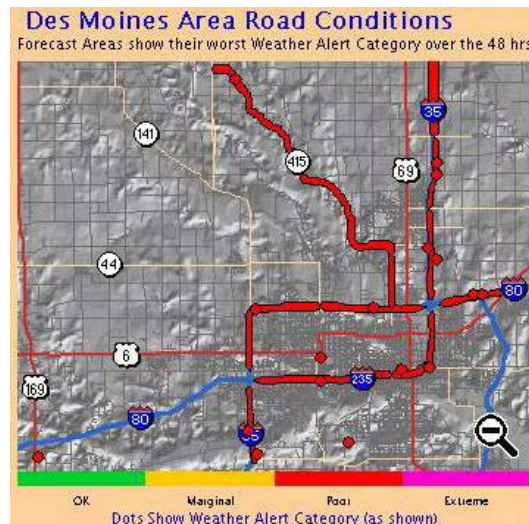 Des Moines Area Road Conditions
Forecast Areas show their worst Weather Alert Category over the 48 hrs
35
141
415
69
44
80
6
169
235
80
35
OK Marginal Poor Extreme
Dots Show Weather Alert Category (as shown)